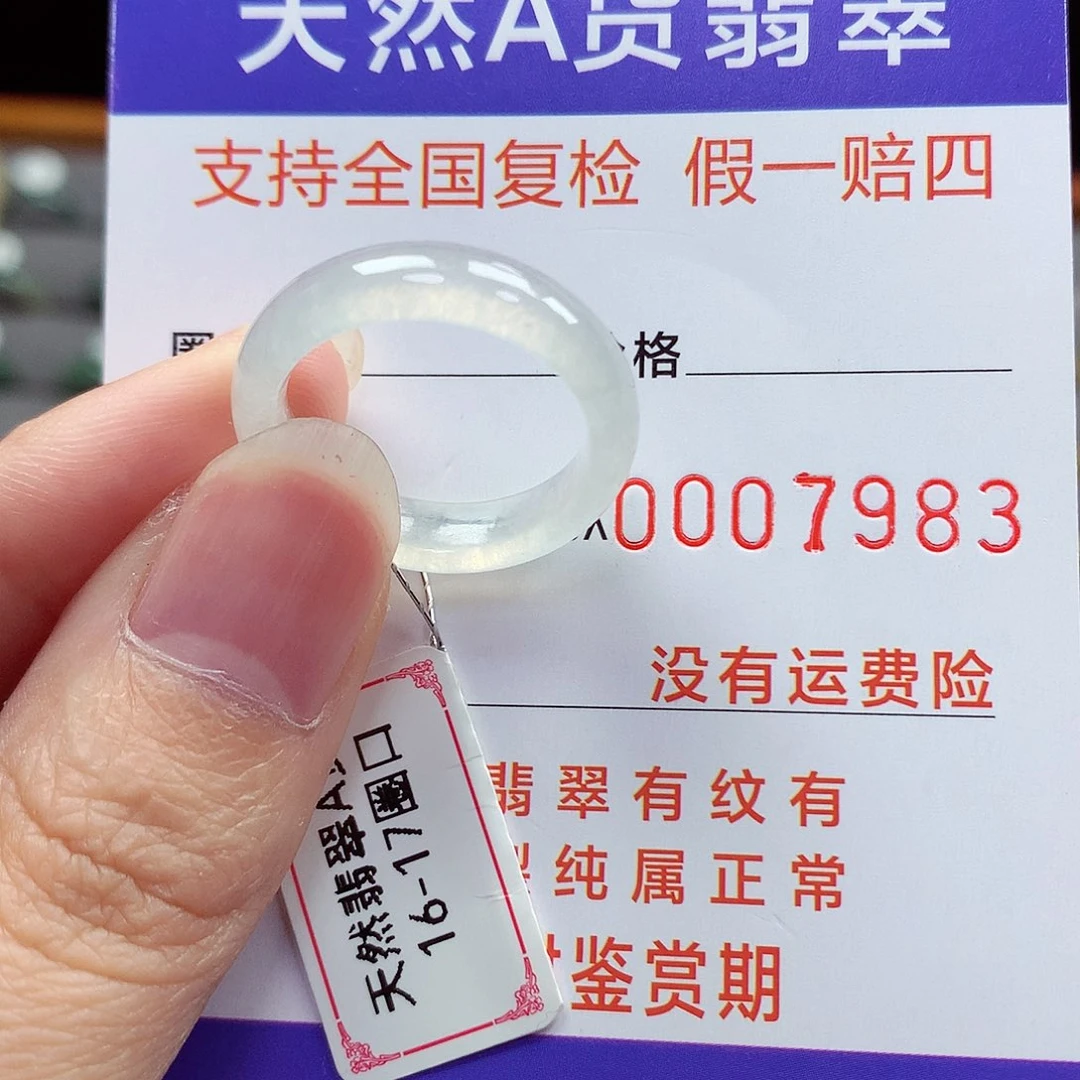 天然A货翡翠
支持全国复检 假一赔四
圈 格
0007983
没有运费险
翡翠有纹有
纯属正常
鉴赏期
天然翡翠A
16-17圈口